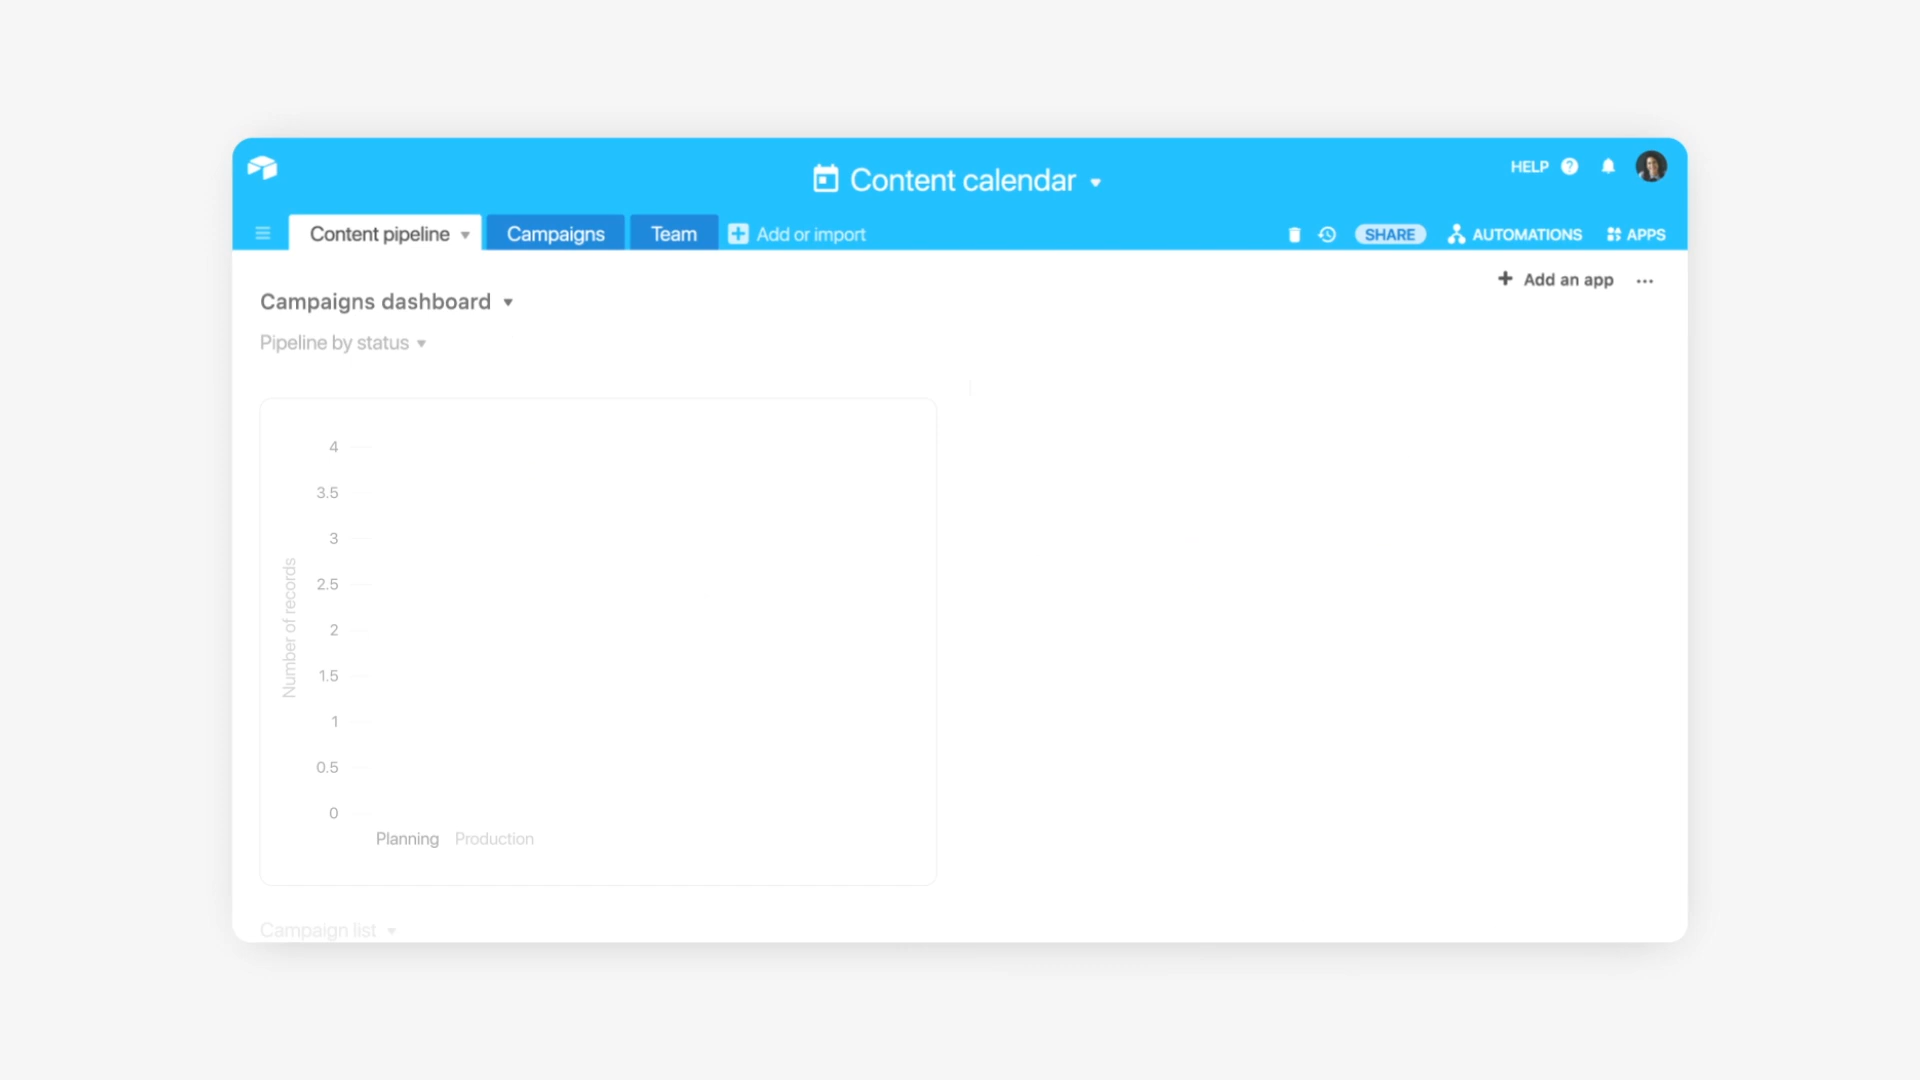 Content calendar
HELP ?
Content pipeline
Campaigns
Team
Add or import
SHARE
AUTOMATIONS
APPS
+ Add an app ...
Campaigns dashboard
Pipeline by status
4
3.5
3
2.5
2
1.5
1
0.5
0
Number of records
Planning
Production
Campaign list